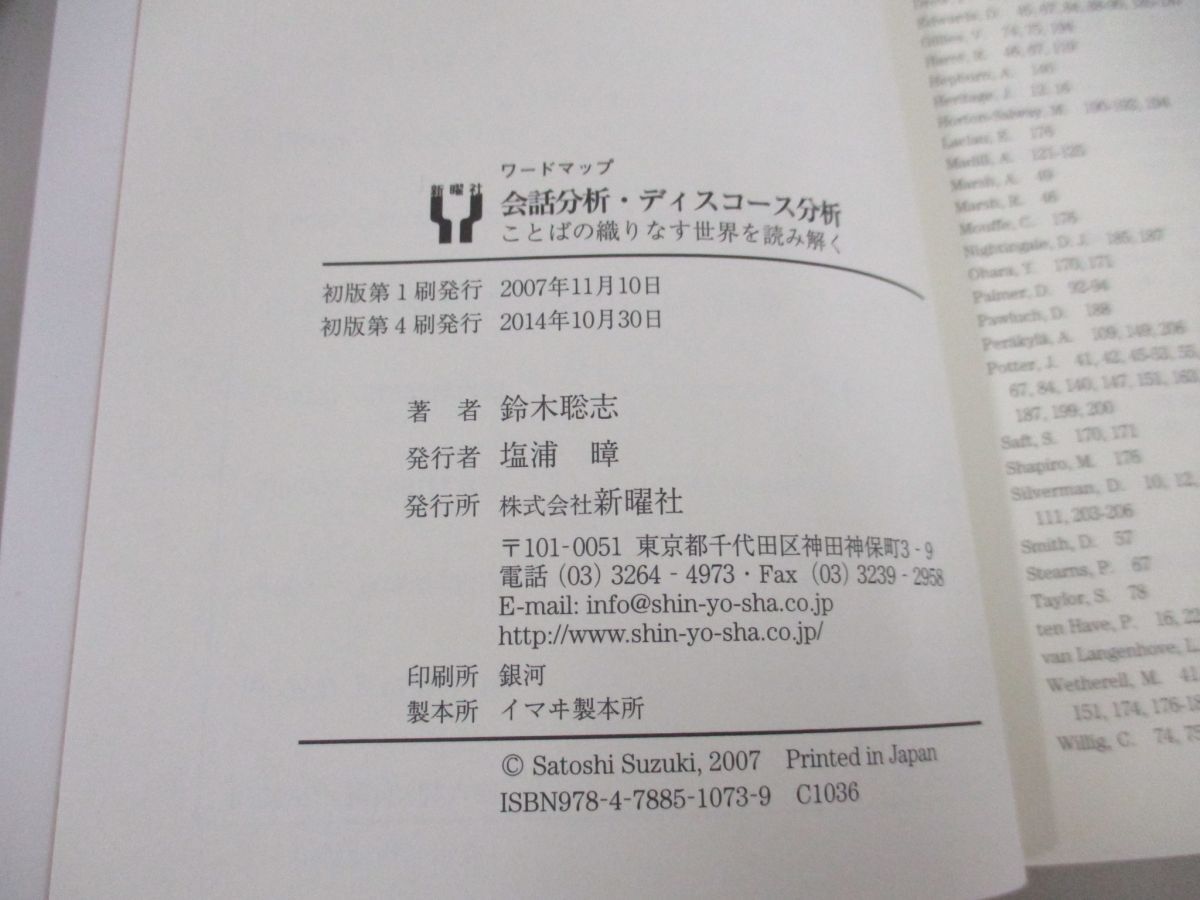 ワードマップ
新曜社
会話分析・ディスコース分析
ことばの織りなす世界を読み解く
初版第1刷発行 2007年11月10日
初版第4刷発行 2014年10月30日
著 者 鈴木聡志
発行者 塩浦 暲
発行所 株式会社新曜社
〒101-0051 東京都千代田区神田神保町3-9
電話 (03) 3264-4973・Fax (03) 3239-2958
E-mail: info@shin-yo-sha.co.jp
http://www.shin-yo-sha.co.jp/
印刷所 銀河
製本所 イマヰ製本所
© Satoshi Suzuki, 2007 Printed in Japan
ISBN978-4-7885-1073-9 C1036
Edwards, D.
Gilles, V. 74, 75, 194
Harré, R.
Hepburn, A.
Heritage, J. 12, 16
Horton-Salway, M. 190-192, 194
Laclau, E. 176
Madill, A. 121-125
Marsh, A. 49
Marsh, R. 46
Mouffe, C. 176
Nightingale, D. J. 185, 187
Ohara, Y. 170, 171
Palmer, D. 92-94
Pawluch, D. 188
Peräkylä, A. 109, 149, 206
Potter, J. 41, 42, 45-53, 55,
67, 84, 140, 147, 151, 163
187, 199, 200
Saft, S. 170, 171
Shapiro, M. 176
Silverman, D. 10, 12,
111, 203-206
Smith, D. 57
Stearns, P. 67
Taylor, S. 78
ten Have, P. 16, 22
van Langenhove, L.
Wetherell, M. 41
151, 174, 176-18
Willig, C. 74, 75